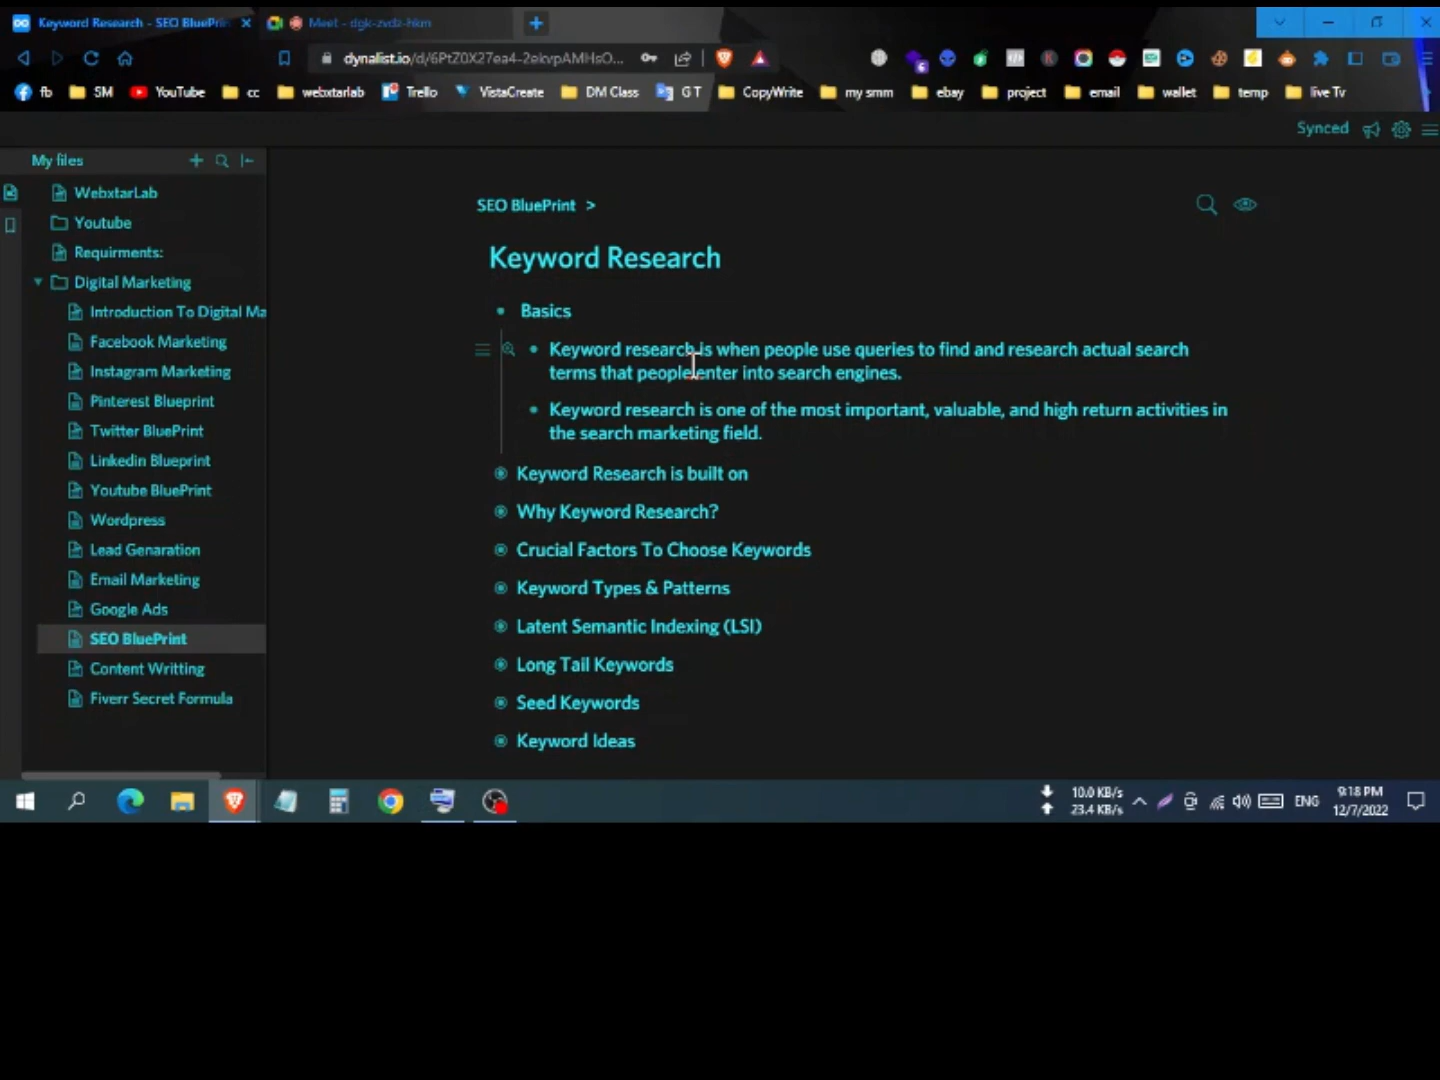 Keyword Research - SEO BluePrin
Meet - dgk-zvdz-hkm
dynalist.io/d/6PtZ0X27ea4-2ekvpAMHsO...
6
fb
SM
YouTube
cc
webxtarlab
Trello
VistaCreate
DM Class
G T
CopyWrite
my smm
ebay
project
email
wallet
temp
live Tv
Synced
My files
WebxtarLab
Youtube
Requirments:
Digital Marketing
Introduction To Digital Ma
Facebook Marketing
Instagram Marketing
Pinterest Blueprint
Twitter BluePrint
Linkedin Blueprint
Youtube BluePrint
Wordpress
Lead Genaration
Email Marketing
Google Ads
SEO BluePrint
Content Writting
Fiverr Secret Formula
SEO BluePrint >
Keyword Research
Basics
Keyword research is when people use queries to find and research actual search
terms that people enter into search engines.
Keyword research is one of the most important, valuable, and high return activities in
the search marketing field.
Keyword Research is built on
Why Keyword Research?
Crucial Factors To Choose Keywords
Keyword Types & Patterns
Latent Semantic Indexing (LSI)
Long Tail Keywords
Seed Keywords
Keyword Ideas
10.0 KB/s
23.4 KB/s
ENG
9:18 PM
12/7/2022